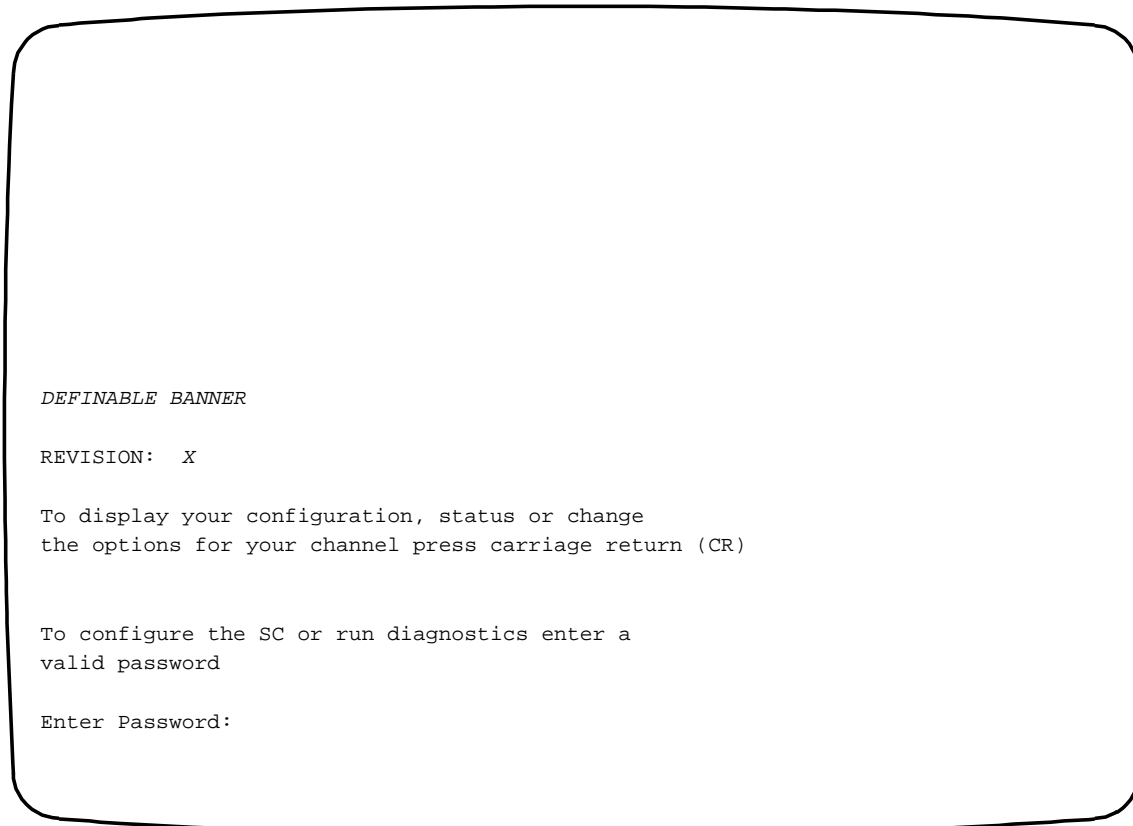 DEFINABLE BANNER
REVISION:  X
To display your configuration, status or change
the options for your channel press carriage return (CR)
To configure the SC or run diagnostics enter a
valid password
Enter Password: